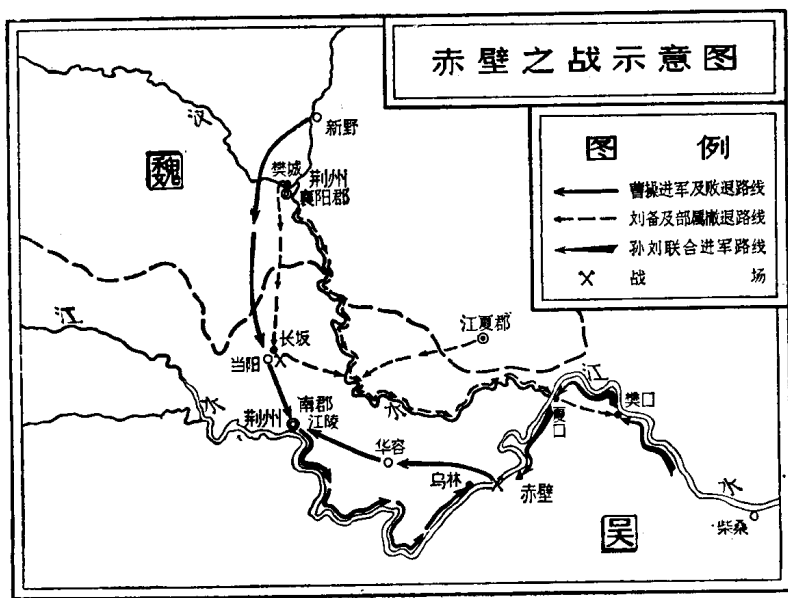 赤壁之战示意图
图 例
曹操进军及败退路线
刘备及部属撤退路线
孙刘联合进军路线
战 场
汉
新野
魏
樊城
荆州
襄阳郡
江
长坂
江夏郡
当阳
江
樊口
水
荆州
南郡
江陵
水
夏口
华容
乌林
赤壁
水
吴
柴桑